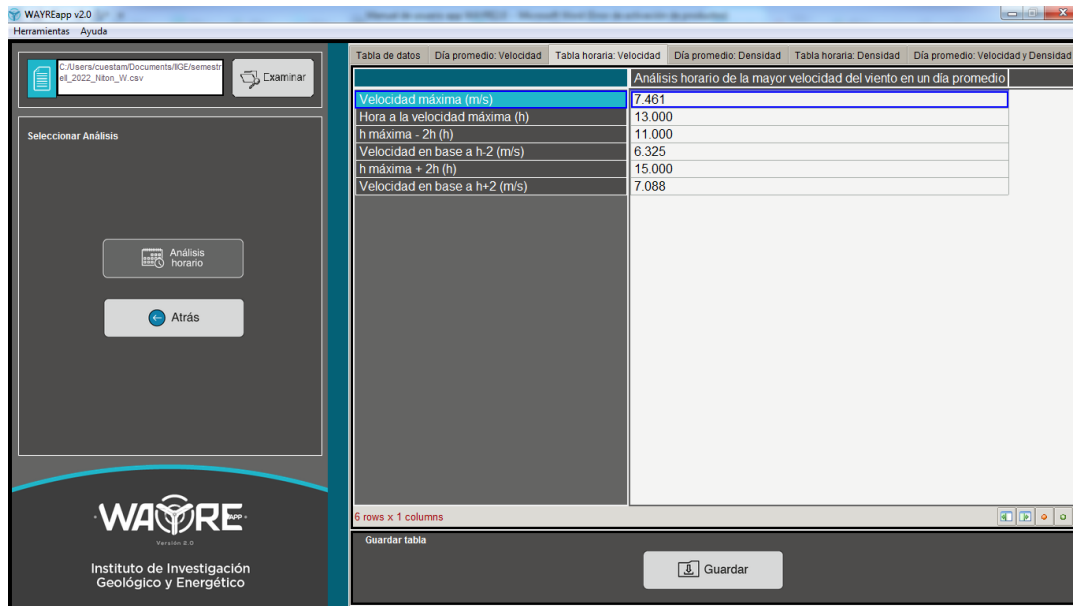 WAYREapp v2.0
Herramientas Ayuda
C:/Users/cuestam/Documents/IIGE/semestr
ell_2022_Niton_W.csv
Examinar
Seleccionar Análisis
Análisis
horario
Atrás
WAYRE APP
Versión 2.0
Instituto de Investigación
Geológico y Energético
Tabla de datos Día promedio: Velocidad Tabla horaria: Velocidad Día promedio: Densidad Tabla horaria: Densidad Día promedio: Velocidad y Densidad
Análisis horario de la mayor velocidad del viento en un día promedio
Velocidad máxima (m/s) 7.461
Hora a la velocidad máxima (h) 13.000
h máxima - 2h (h) 11.000
Velocidad en base a h-2 (m/s) 6.325
h máxima + 2h (h) 15.000
Velocidad en base a h+2 (m/s) 7.088
6 rows x 1 columns
Guardar tabla
Guardar